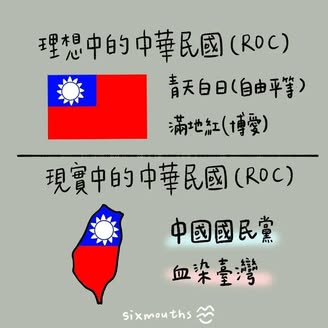 理想中的中華民國(ROC)
青天白日(自由平等)
滿地紅(博愛)
現實中的中華民國(ROC)
中國國民黨
血染臺灣
sixmouths